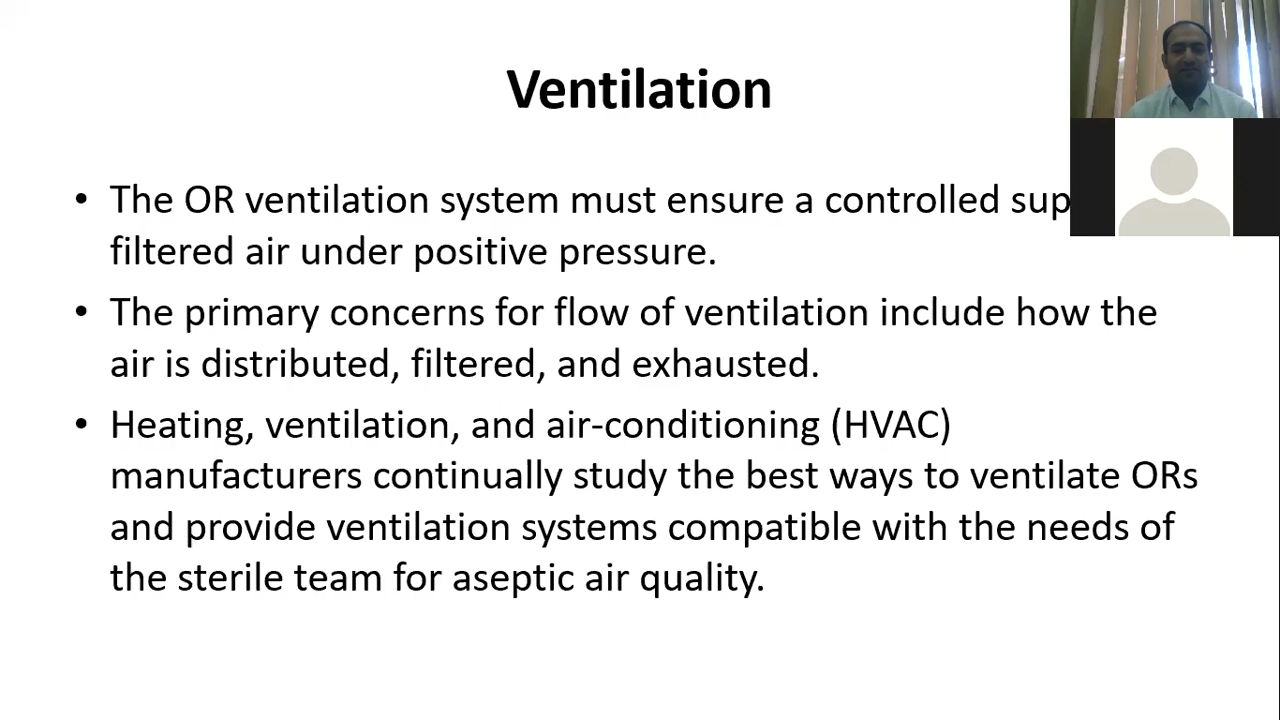 Ventilation
• The OR ventilation system must ensure a controlled
filtered air under positive pressure.
• The primary concerns for flow of ventilation include how the
air is distributed, filtered, and exhausted.
• Heating, ventilation, and air-conditioning (HVAC)
manufacturers continually study the best ways to ventilate ORs
and provide ventilation systems compatible with the needs of
the sterile team for aseptic air quality.